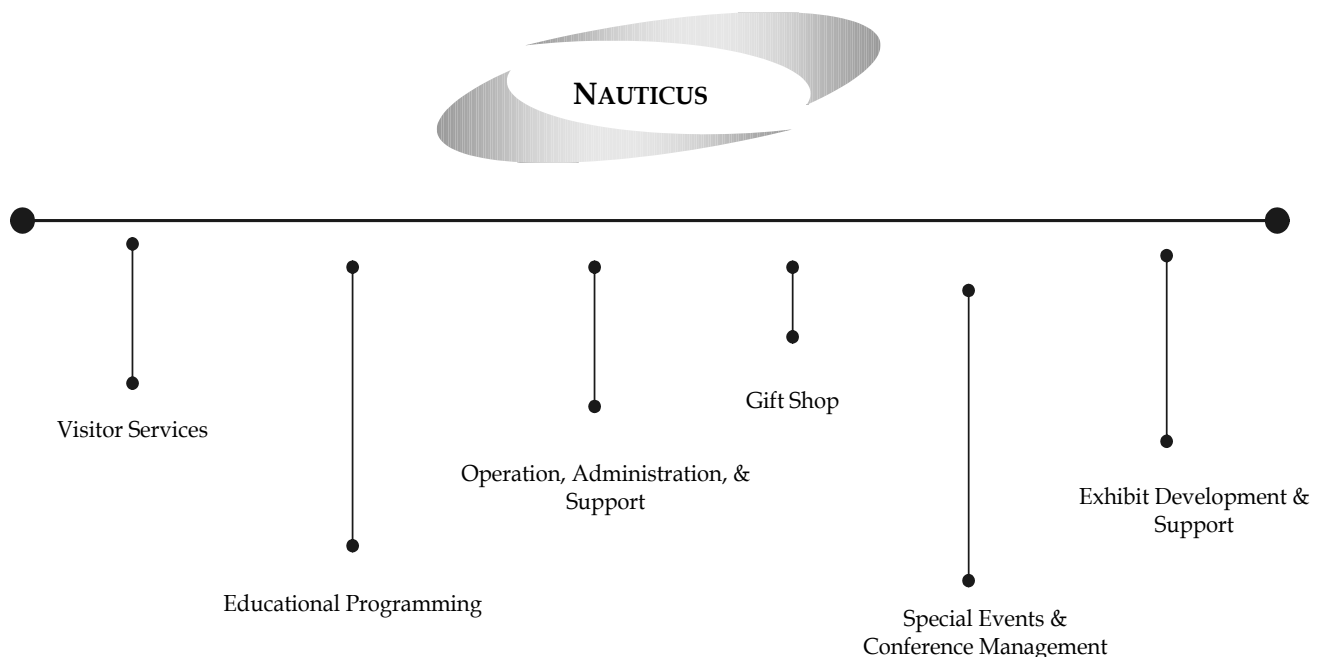 NAUTICUS
Visitor Services
Educational Programming
Operation, Administration, &
Support
Gift Shop
Special Events &
Conference Management
Exhibit Development &
Support